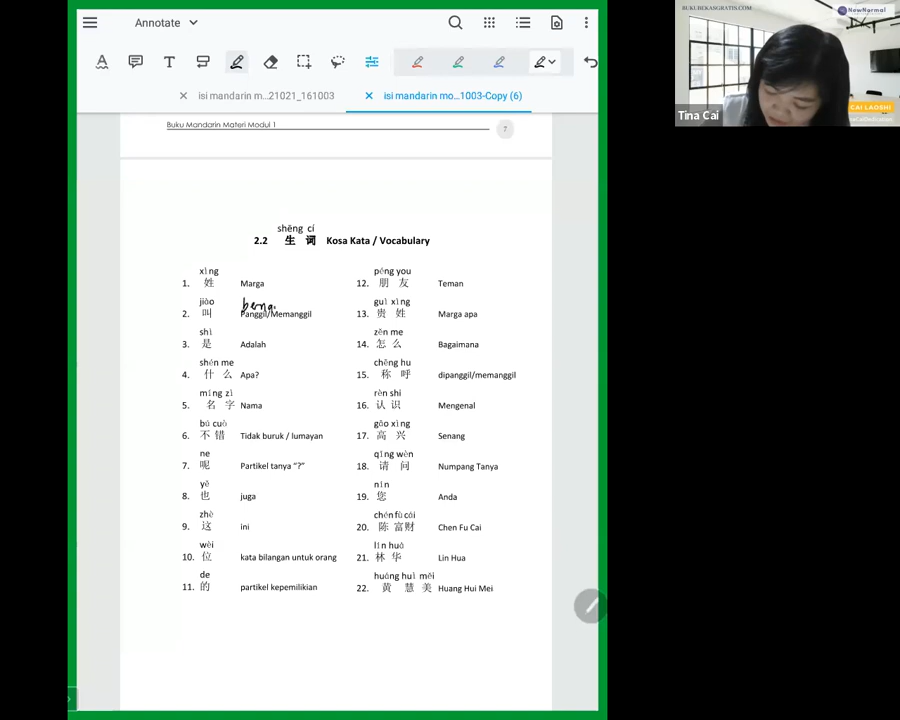 Annotate
isi mandarin m...21021_161003
isi mandarin mo...1003-Copy (6)
Buku Mandarin Materi Modul 1
7
shēng cí
2.2 生 词 Kosa Kata / Vocabulary
xìng
1. 姓 Marga
jiào
berna
2. 叫 Panggil/Memanggil
shì
3. 是 Adalah
shén me
4. 什 么 Apa?
míng zì
5. 名 字 Nama
bú cuò
6. 不 错 Tidak buruk / lumayan
ne
7. 呢 Partikel tanya "?"
yě
8. 也 juga
zhè
9. 这 ini
wèi
10. 位 kata bilangan untuk orang
de
11. 的 partikel kepemilikian
péng you
12. 朋 友 Teman
guì xìng
13. 贵 姓 Marga apa
zěn me
14. 怎 么 Bagaimana
chēng hu
15. 称 呼 dipanggil/memanggil
rèn shi
16. 认 识 Mengenal
gāo xìng
17. 高 兴 Senang
qǐng wèn
18. 请 问 Numpang Tanya
nín
19. 您 Anda
chén fù cái
20. 陈 富财 Chen Fu Cai
lín huá
21. 林 华 Lin Hua
huáng huì měi
22. 黄 慧 美 Huang Hui Mei
BUKUBEKASGRATIS.COM
NewNormal
CAI LAOSHI
Tina Cai